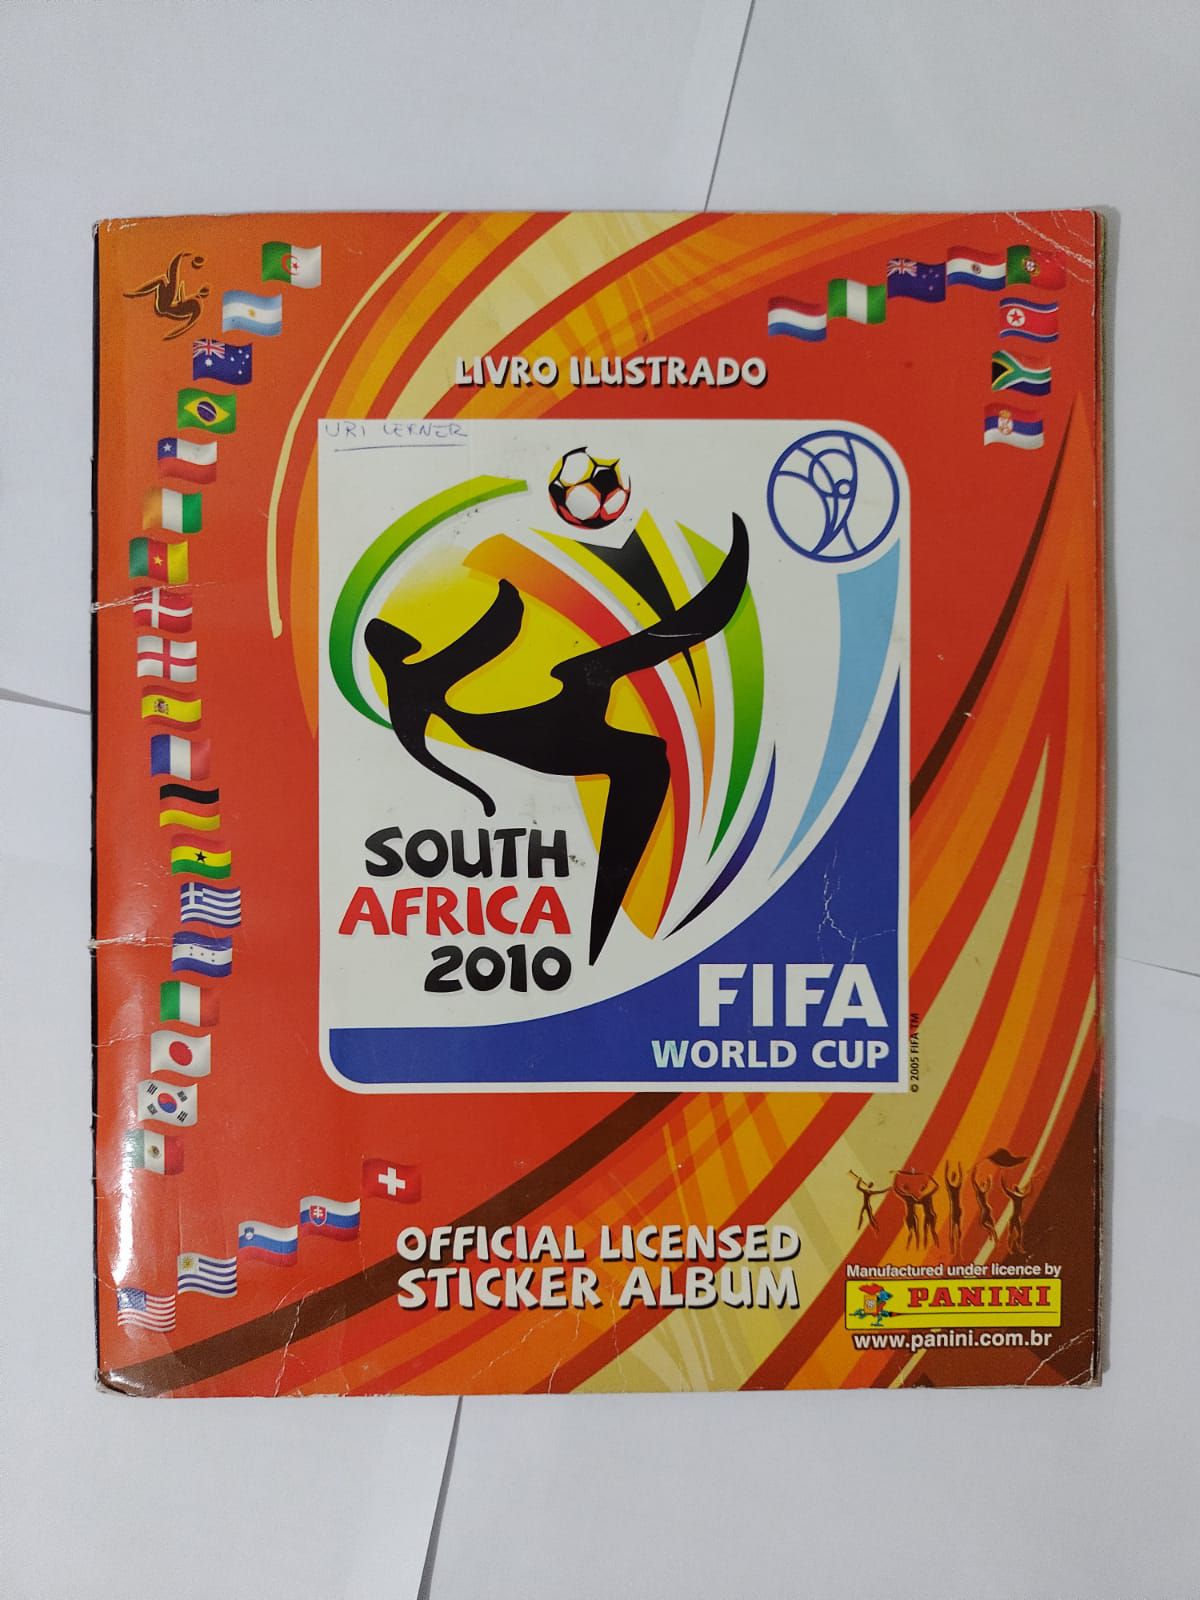 LIVRO ILUSTRADO
URI LERNER
SOUTH
AFRICA
2010
FIFA
WORLD CUP
© 2005 FIFA TM
OFFICIAL LICENSED
STICKER ALBUM
Manufactured under licence by
PANINI
www.panini.com.br